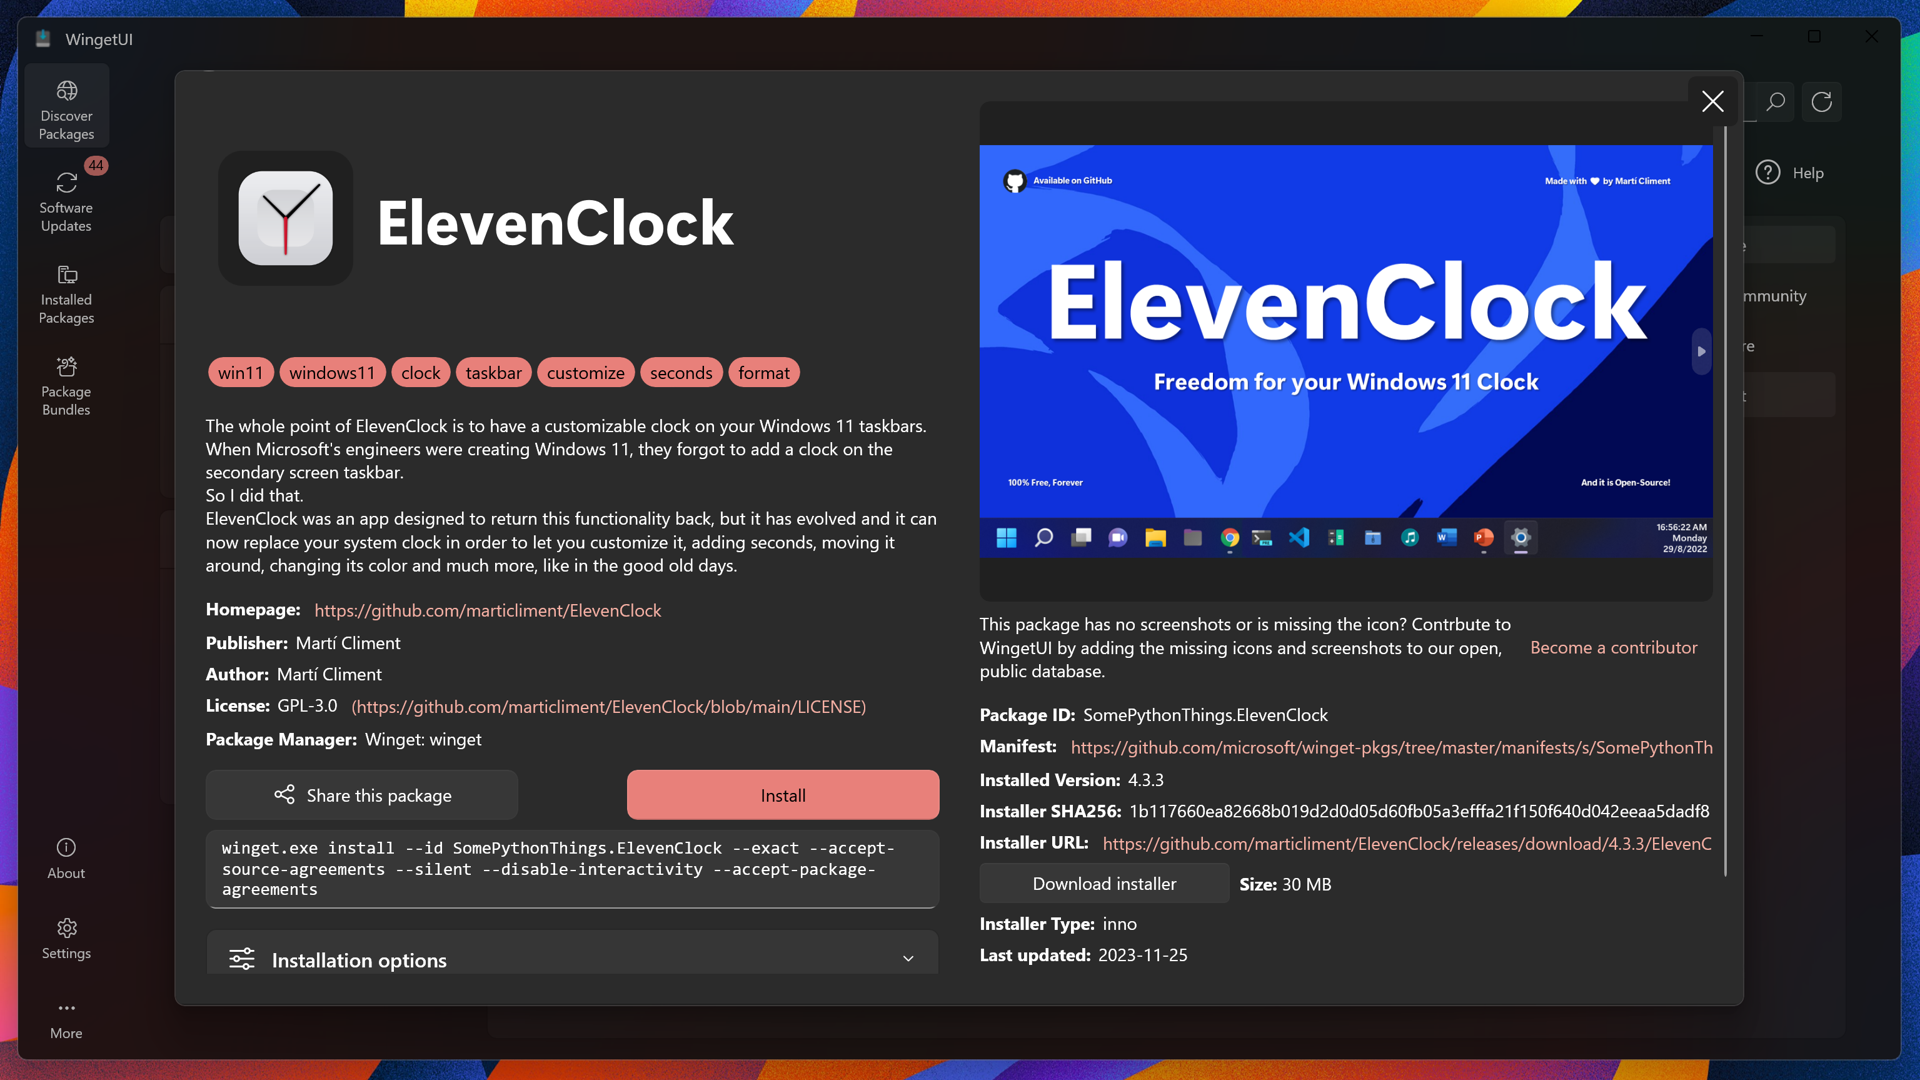 WingetUI
Discover
Packages
44
Software
Updates
Installed
Packages
Package
Bundles
About
Settings
More
ElevenClock
win11 windows11 clock taskbar customize seconds format
The whole point of ElevenClock is to have a customizable clock on your Windows 11 taskbars.
When Microsoft's engineers were creating Windows 11, they forgot to add a clock on the
secondary screen taskbar.
So I did that.
ElevenClock was an app designed to return this functionality back, but it has evolved and it can
now replace your system clock in order to let you customize it, adding seconds, moving it
around, changing its color and much more, like in the good old days.
Homepage: https://github.com/marticliment/ElevenClock
Publisher: Martí Climent
Author: Martí Climent
License: GPL-3.0 (https://github.com/marticliment/ElevenClock/blob/main/LICENSE)
Package Manager: Winget: winget
Share this package
Install
winget.exe install --id SomePythonThings.ElevenClock --exact --accept-
source-agreements --silent --disable-interactivity --accept-package-
agreements
Installation options
Available on GitHub
Made with by Martí Climent
ElevenClock
Freedom for your Windows 11 Clock
100% Free, Forever
And it is Open-Source!
16:56:22 AM
Monday
29/8/2022
This package has no screenshots or is missing the icon? Contrbute to
WingetUI by adding the missing icons and screenshots to our open,
public database.
Become a contributor
Package ID: SomePythonThings.ElevenClock
Manifest: https://github.com/microsoft/winget-pkgs/tree/master/manifests/s/SomePythonTh
Installed Version: 4.3.3
Installer SHA256: 1b117660ea82668b019d2d0d05d60fb05a3efffa21f150f640d042eeaa5dadf8
Installer URL: https://github.com/marticliment/ElevenClock/releases/download/4.3.3/ElevenC
Download installer
Size: 30 MB
Installer Type: inno
Last updated: 2023-11-25
Help
mmunity
re